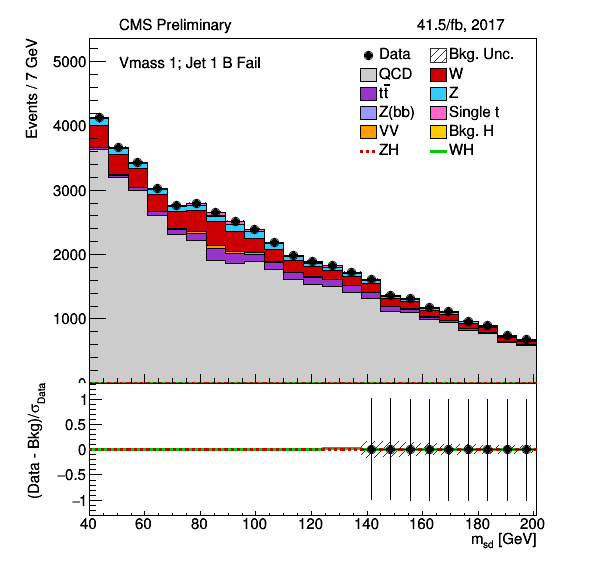 CMS Preliminary 41.5/fb, 2017
Vmass 1; Jet 1 B Fail
Data Bkg. Unc.
QCD W
tt̅ Z
Z(bb) Single t
VV Bkg. H
ZH WH
Events / 7 GeV
5000
4000
3000
2000
1000
0
(Data - Bkg)/σData
1
0.5
0
−0.5
−1
40 60 80 100 120 140 160 180 200
msd [GeV]